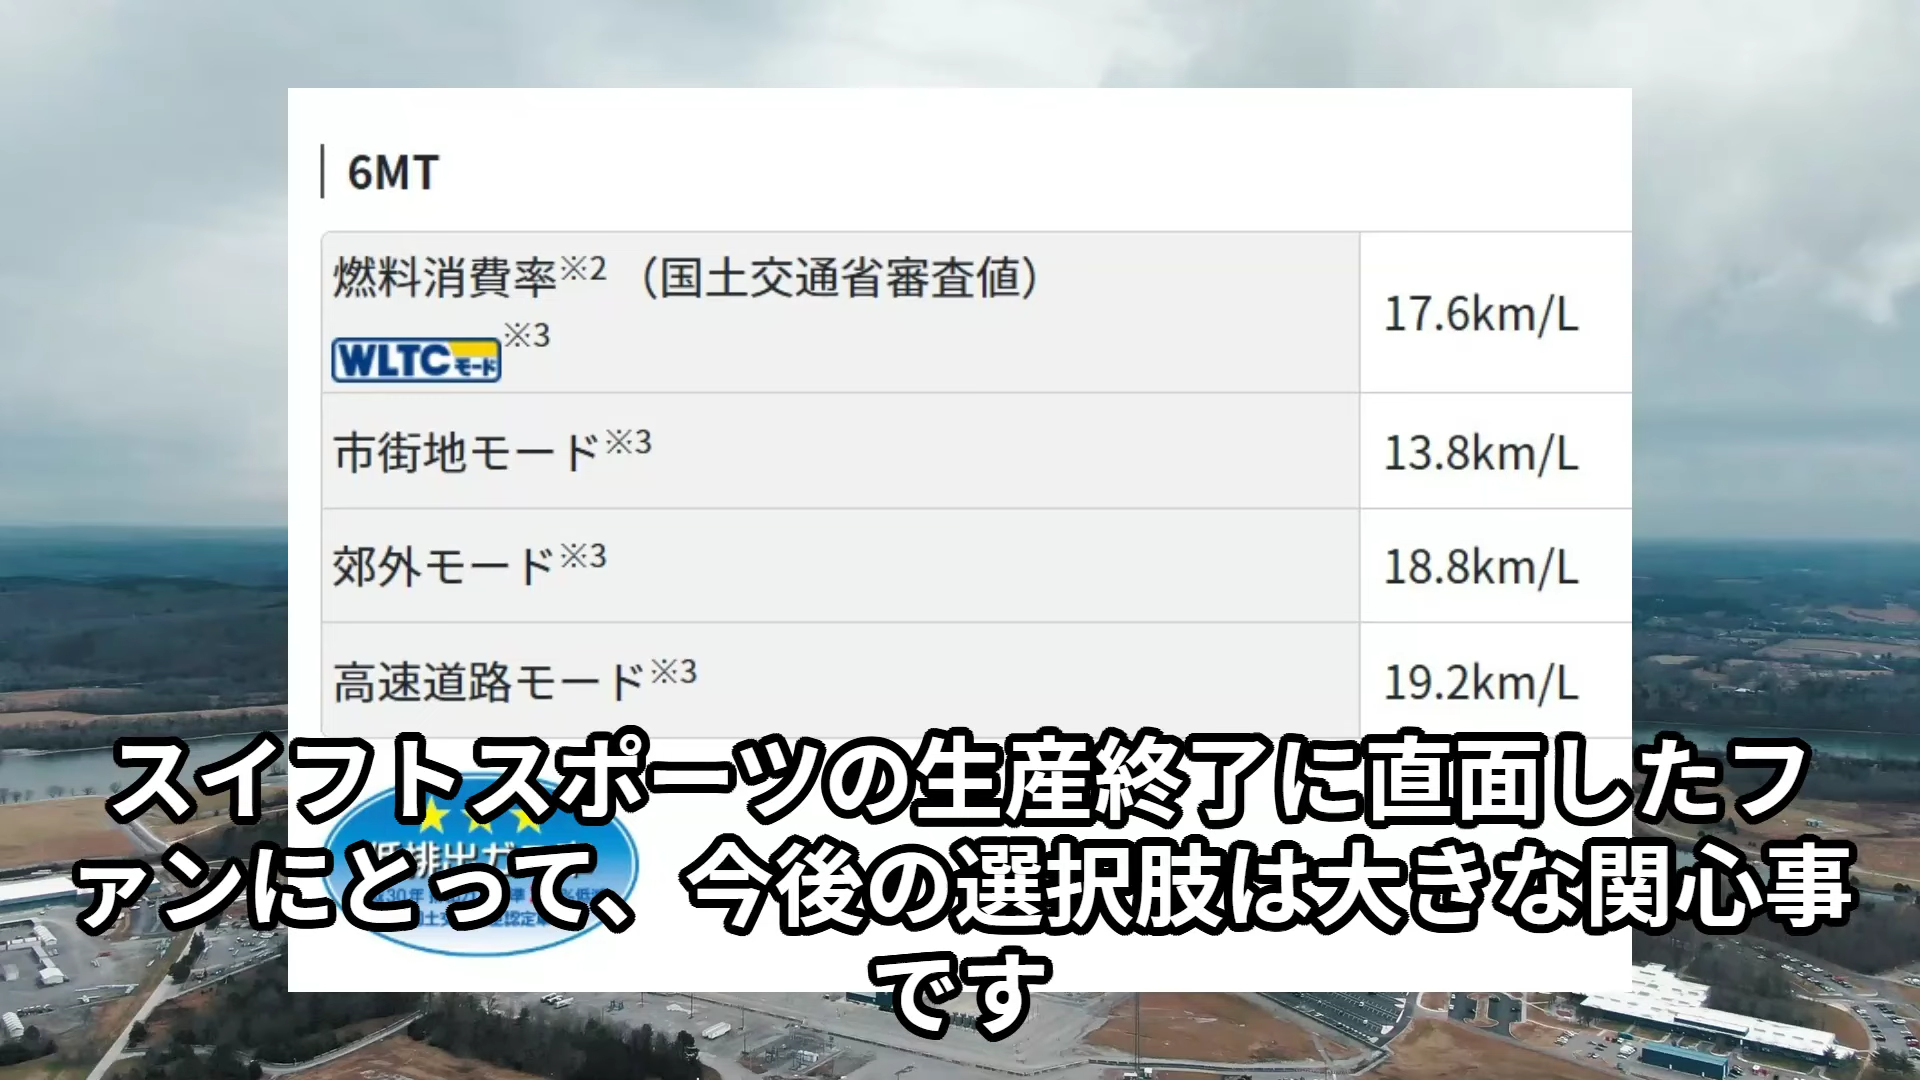 6MT
燃料消費率※2（国土交通省審査値）
WLTCモード※3
17.6km/L
市街地モード※3
13.8km/L
郊外モード※3
18.8km/L
高速道路モード※3
19.2km/L
スイフトスポーツの生産終了に直面したフ
ァンにとって、今後の選択肢は大きな関心事
です